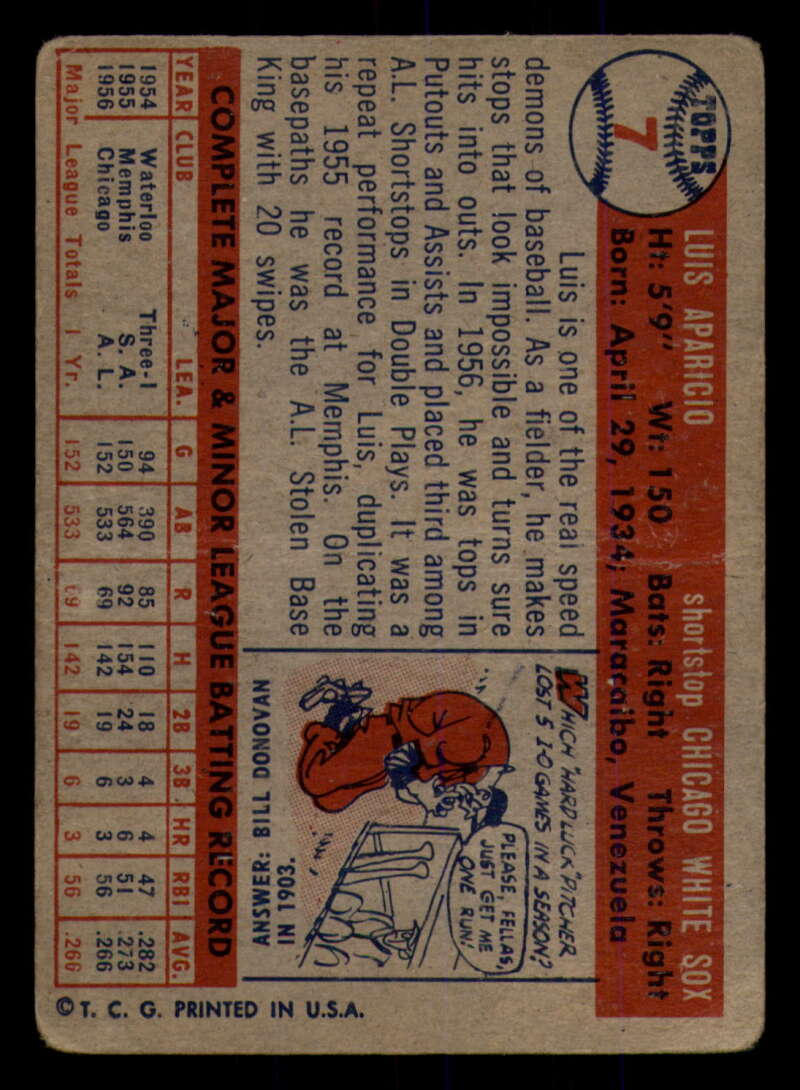 TOPPS
7
LUIS APARICIO shortstop CHICAGO WHITE SOX
Ht: 5'9" Wt: 150 Bats: Right Throws: Right
Born: April 29, 1934; Maracaibo, Venezuela
Luis is one of the real speed
demons of baseball. As a fielder, he makes
stops that look impossible and turns sure
hits into outs. In 1956, he was tops in
Putouts and Assists and placed third among
A.L. Shortstops in Double Plays. It was a
repeat performance for Luis, duplicating
his 1955 record at Memphis. On the
basepaths he was the A.L. Stolen Base
King with 20 swipes.
WHICH "HARD LUCK" PITCHER
LOST 5 1-0 GAMES IN A SEASON?
PLEASE, FELLAS,
JUST GET ME
ONE RUN!
ANSWER: BILL DONOVAN
IN 1903.
COMPLETE MAJOR & MINOR LEAGUE BATTING RECORD
YEAR CLUB LEA. G AB R H 2B 3B HR RBI AVG.
1954 Waterloo Three-I 94 390 85 110 18 4 4 47 .282
1955 Memphis S. A. 150 564 92 154 24 3 6 51 .273
1956 Chicago A. L. 152 533 69 142 19 6 3 56 .266
Major League Totals 1 Yr. 152 533 69 142 19 6 3 56 .266
© T. C. G. PRINTED IN U.S.A.